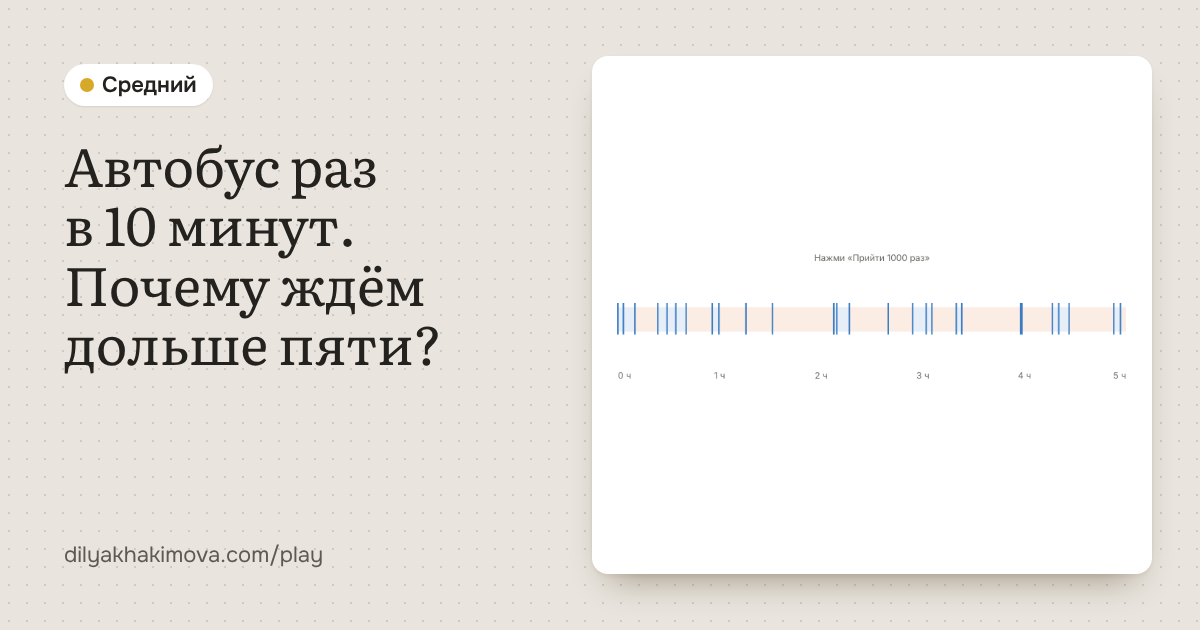 Средний
Автобус раз
в 10 минут.
Почему ждём
дольше пяти?
dilyakhakimova.com/play
Нажми «Прийти 1000 раз»
0 ч 1 ч 2 ч 3 ч 4 ч 5 ч